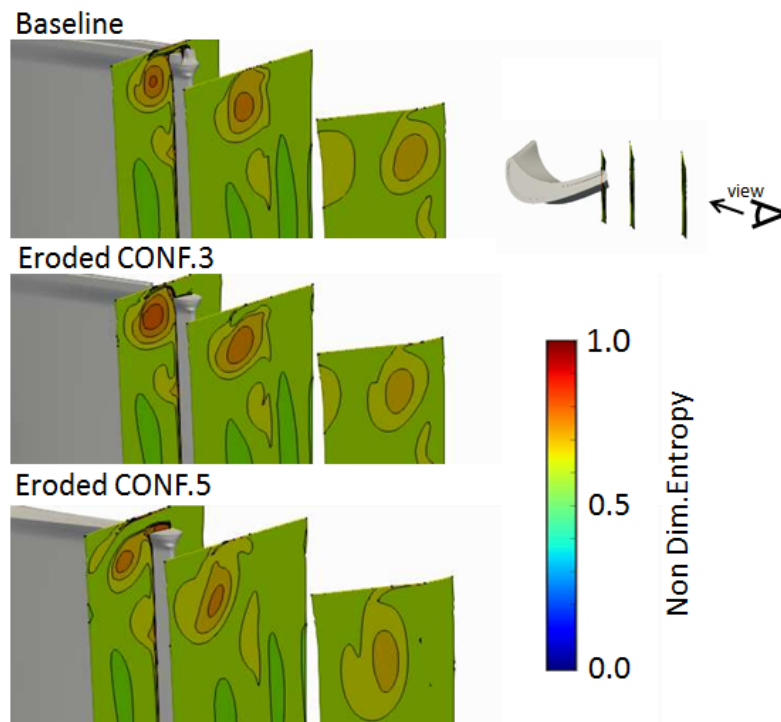 Baseline
view
Eroded CONF.3
1.0
0.5
0.0
Non Dim.Entropy
Eroded CONF.5